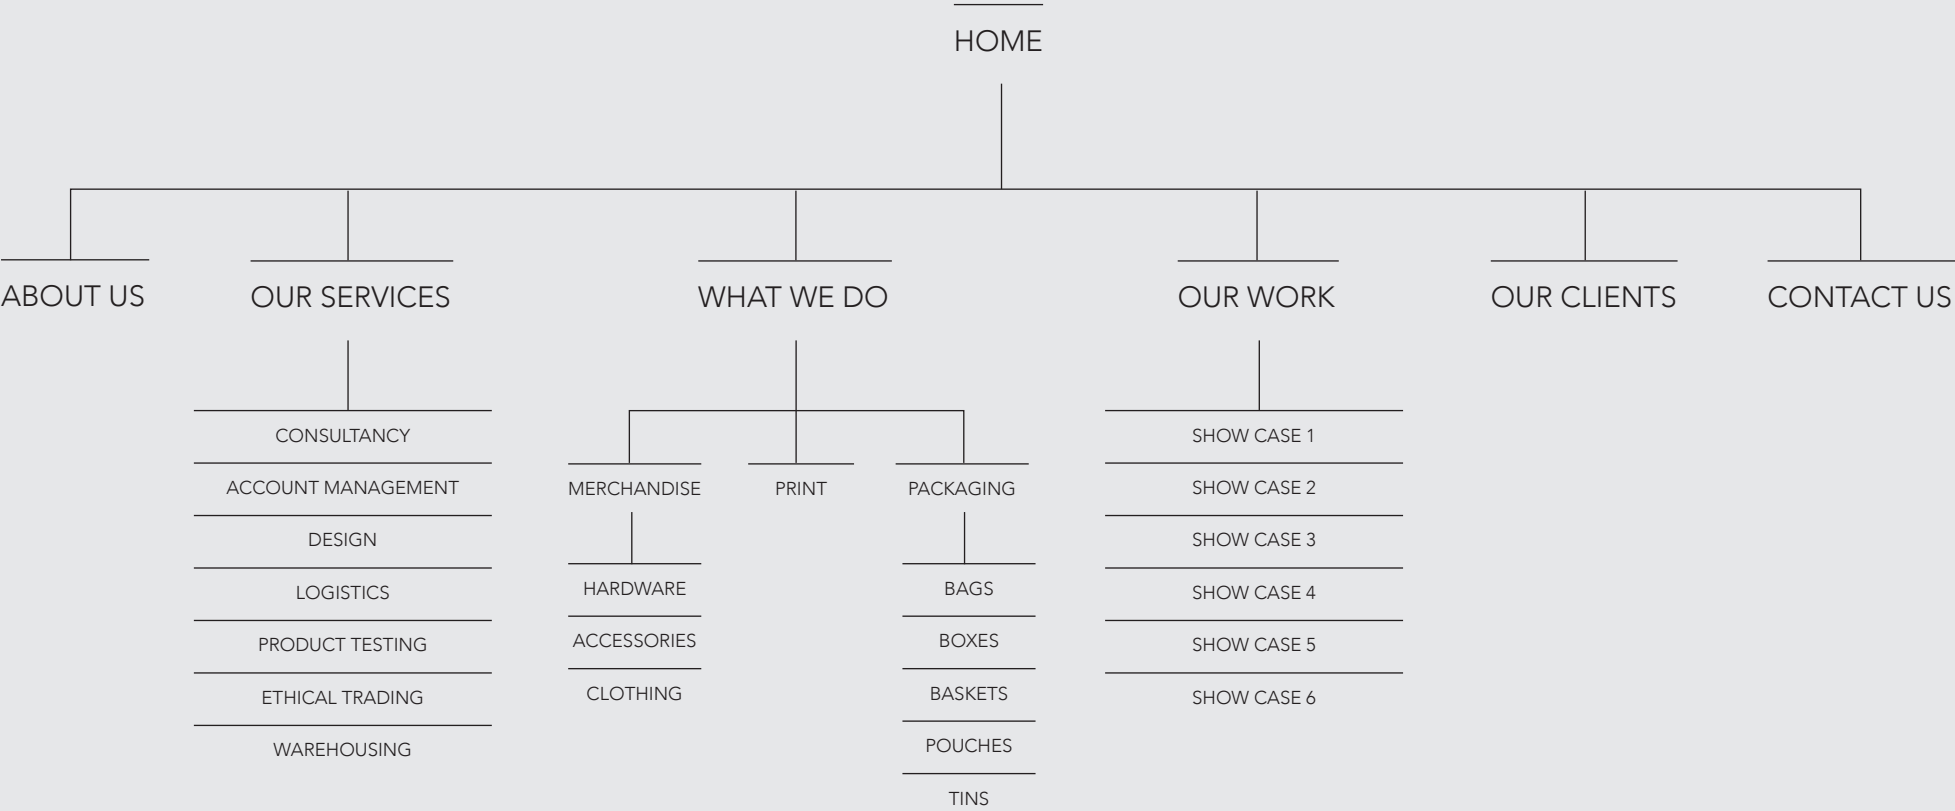 HOME
ABOUT US
OUR SERVICES
WHAT WE DO
OUR WORK
OUR CLIENTS
CONTACT US
CONSULTANCY
ACCOUNT MANAGEMENT
DESIGN
LOGISTICS
PRODUCT TESTING
ETHICAL TRADING
WAREHOUSING
MERCHANDISE
PRINT
PACKAGING
HARDWARE
ACCESSORIES
CLOTHING
BAGS
BOXES
BASKETS
POUCHES
TINS
SHOW CASE 1
SHOW CASE 2
SHOW CASE 3
SHOW CASE 4
SHOW CASE 5
SHOW CASE 6